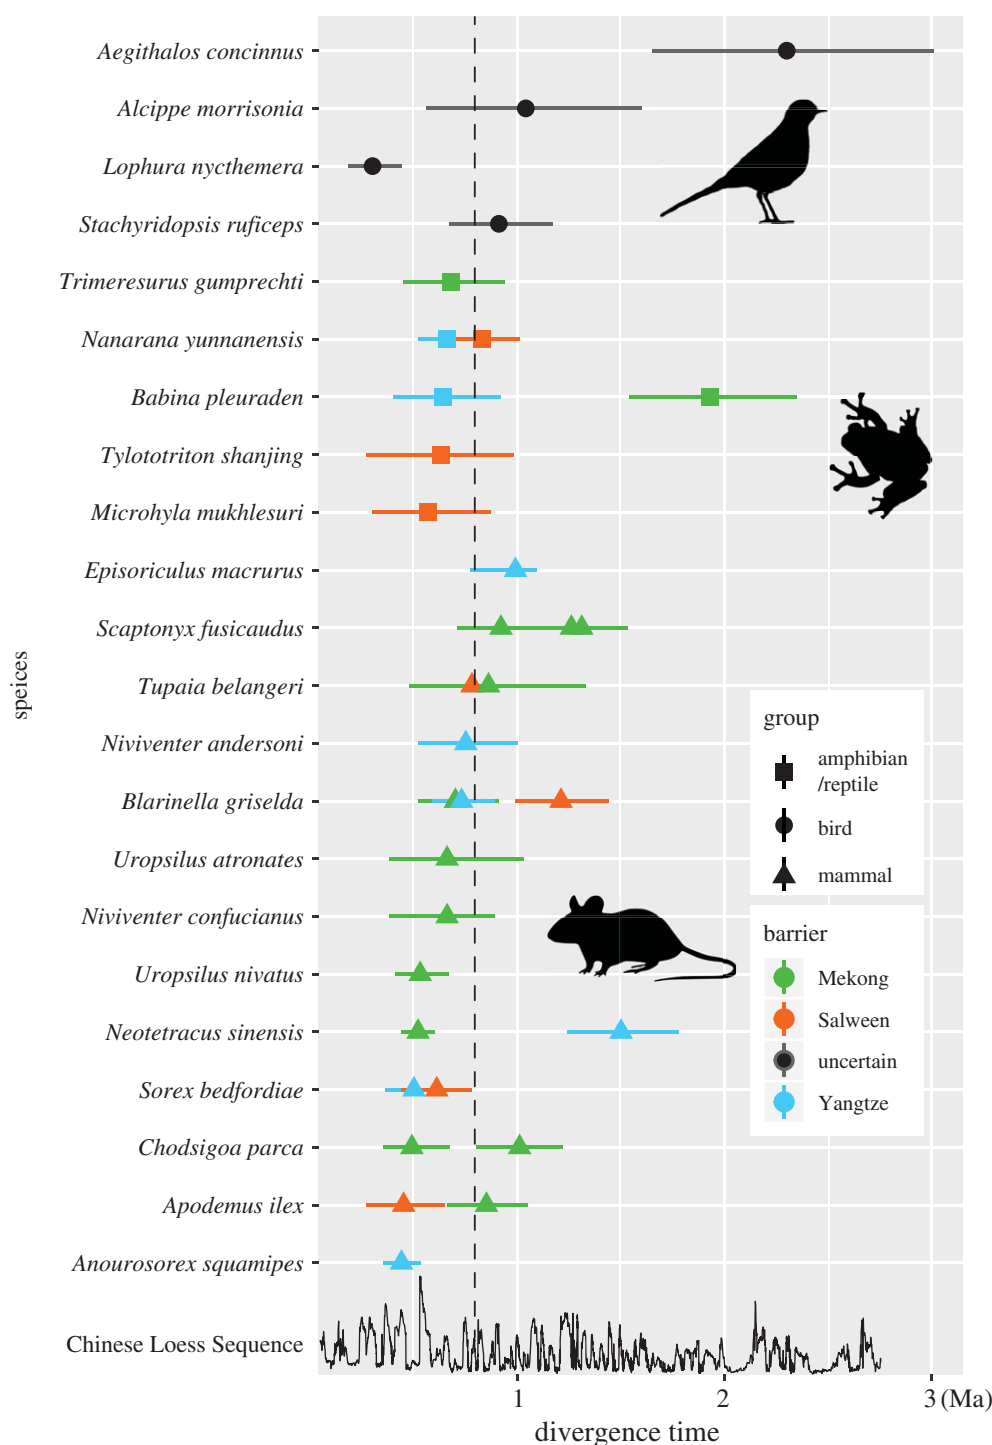 Aegithalos concinnus
Alcippe morrisonia
Lophura nycthemera
Stachyridopsis ruficeps
Trimeresurus gumprechti
Nanarana yunnanensis
Babina pleuraden
Tylototriton shanjing
Microhyla mukhlesuri
Episoriculus macrurus
Scaptonyx fusicaudus
Tupaia belangeri
Niviventer andersoni
Blarinella griselda
Uropsilus atronates
Niviventer confucianus
Uropsilus nivatus
Neotetracus sinensis
Sorex bedfordiae
Chodsigoa parca
Apodemus ilex
Anourosorex squamipes
Chinese Loess Sequence
speices
group
amphibian
/reptile
bird
mammal
barrier
Mekong
Salween
uncertain
Yangtze
1 2 3 (Ma)
divergence time